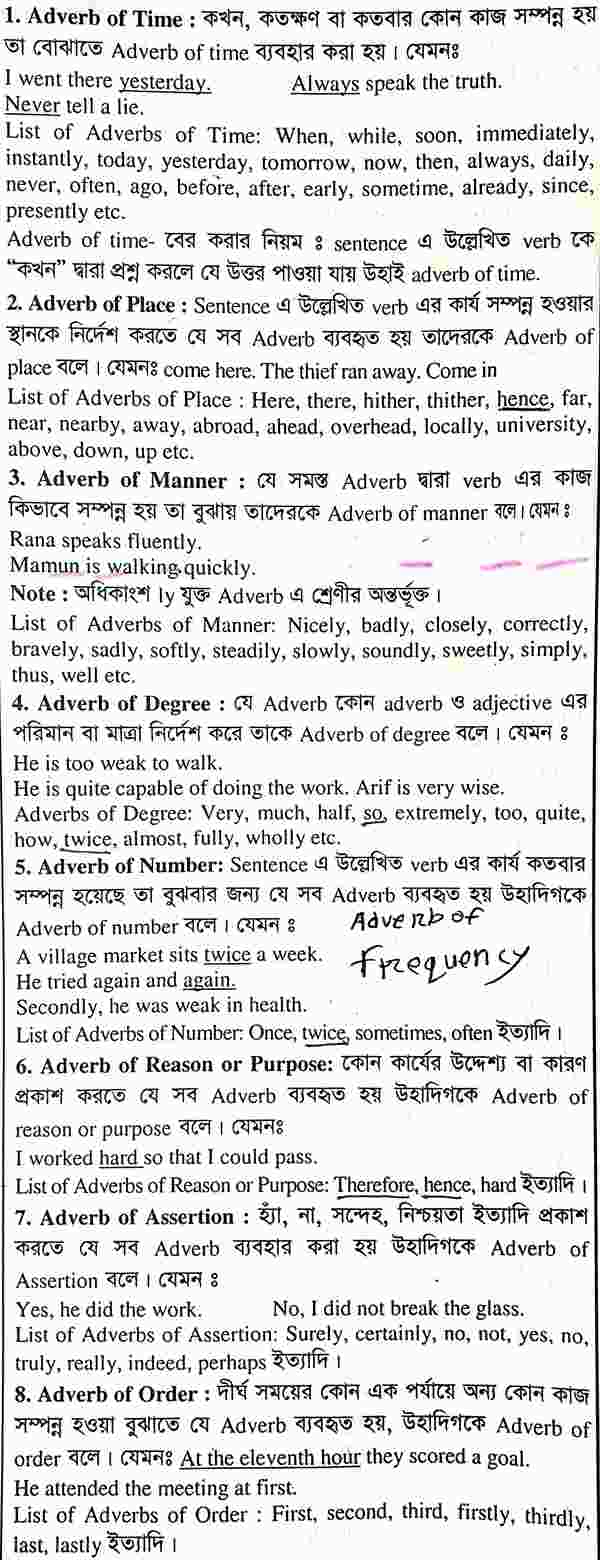 1. Adverb of Time : কখন, কতক্ষণ বা কতবার কোন কাজ সম্পন্ন হয়
তা বোঝাতে Adverb of time ব্যবহার করা হয়। যেমনঃ
I went there yesterday. Always speak the truth.
Never tell a lie.
List of Adverbs of Time: When, while, soon, immediately,
instantly, today, yesterday, tomorrow, now, then, always, daily,
never, often, ago, before, after, early, sometime, already, since,
presently etc.
Adverb of time- বের করার নিয়ম ঃ sentence এ উল্লেখিত verb কে
“কখন” দ্বারা প্রশ্ন করলে যে উত্তর পাওয়া যায় উহাই adverb of time.
2. Adverb of Place : Sentence এ উল্লেখিত verb এর কার্য সম্পন্ন হওয়ার
স্থানকে নির্দেশ করতে যে সব Adverb ব্যবহৃত হয় তাদেরকে Adverb of
place বলে। যেমনঃ come here. The thief ran away. Come in
List of Adverbs of Place : Here, there, hither, thither, hence, far,
near, nearby, away, abroad, ahead, overhead, locally, university,
above, down, up etc.
3. Adverb of Manner : যে সমস্ত Adverb দ্বারা verb এর কাজ
কিভাবে সম্পন্ন হয় তা বুঝায় তাদেরকে Adverb of manner বলে। যেমনঃ
Rana speaks fluently.
Mamun is walking quickly.
Note : অধিকাংশ ly যুক্ত Adverb এ শ্রেণীর অন্তর্ভূক্ত।
List of Adverbs of Manner: Nicely, badly, closely, correctly,
bravely, sadly, softly, steadily, slowly, soundly, sweetly, simply,
thus, well etc.
4. Adverb of Degree : যে Adverb কোন adverb ও adjective এর
পরিমান বা মাত্রা নির্দেশ করে তাকে Adverb of degree বলে। যেমন ঃ
He is too weak to walk.
He is quite capable of doing the work. Arif is very wise.
Adverbs of Degree: Very, much, half, so, extremely, too, quite,
how, twice, almost, fully, wholly etc.
5. Adverb of Number: Sentence এ উল্লেখিত verb এর কার্য কতবার
সম্পন্ন হয়েছে তা বুঝবার জন্য যে সব Adverb ব্যবহৃত হয় উহাদিগকে
Adverb of number বলে। যেমন ঃ Adverb of
A village market sits twice a week. Frequency
He tried again and again.
Secondly, he was weak in health.
List of Adverbs of Number: Once, twice, sometimes, often ইত্যাদি।
6. Adverb of Reason or Purpose: কোন কার্যের উদ্দেশ্য বা কারণ
প্রকাশ করতে যে সব Adverb ব্যবহৃত হয় উহাদিগকে Adverb of
reason or purpose বলে। যেমনঃ
I worked hard so that I could pass.
List of Adverbs of Reason or Purpose: Therefore, hence, hard ইত্যাদি।
7. Adverb of Assertion : হ্যাঁ, না, সন্দেহ, নিশ্চয়তা ইত্যাদি প্রকাশ
করতে যে সব Adverb ব্যবহার করা হয় উহাদিগকে Adverb of
Assertion বলে। যেমন ঃ
Yes, he did the work. No, I did not break the glass.
List of Adverbs of Assertion: Surely, certainly, no, not, yes, no,
truly, really, indeed, perhaps ইত্যাদি।
8. Adverb of Order : দীর্ঘ সময়ের কোন এক পর্যায়ে অন্য কোন কাজ
সম্পন্ন হওয়া বুঝাতে যে Adverb ব্যবহৃত হয়, উহাদিগকে Adverb of
order বলে। যেমনঃ At the eleventh hour they scored a goal.
He attended the meeting at first.
List of Adverbs of Order : First, second, third, firstly, thirdly,
last, lastly ইত্যাদি।